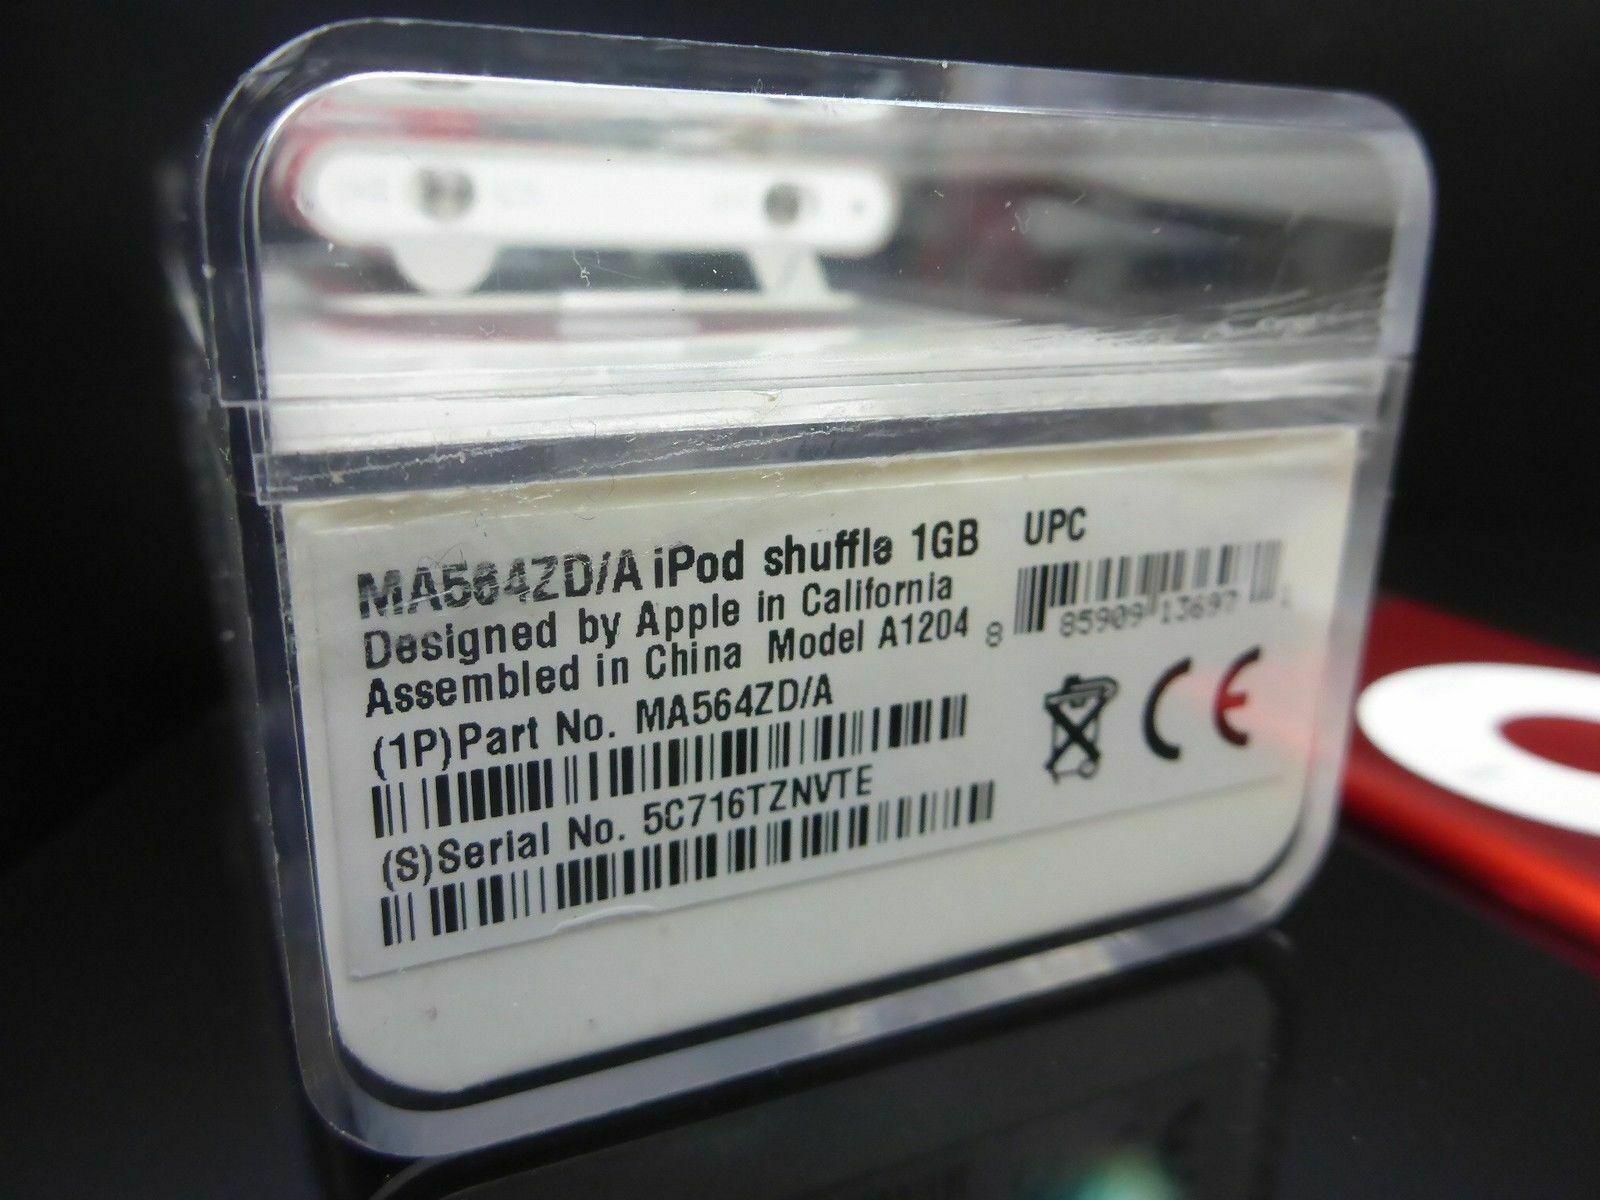 MA564ZD/A iPod shuffle 1GB
Designed by Apple in California
Assembled in China Model A1204
(1P)Part No. MA564ZD/A
(S)Serial No. 5C716TZNVTE
UPC
8 85909 13697 1
CE